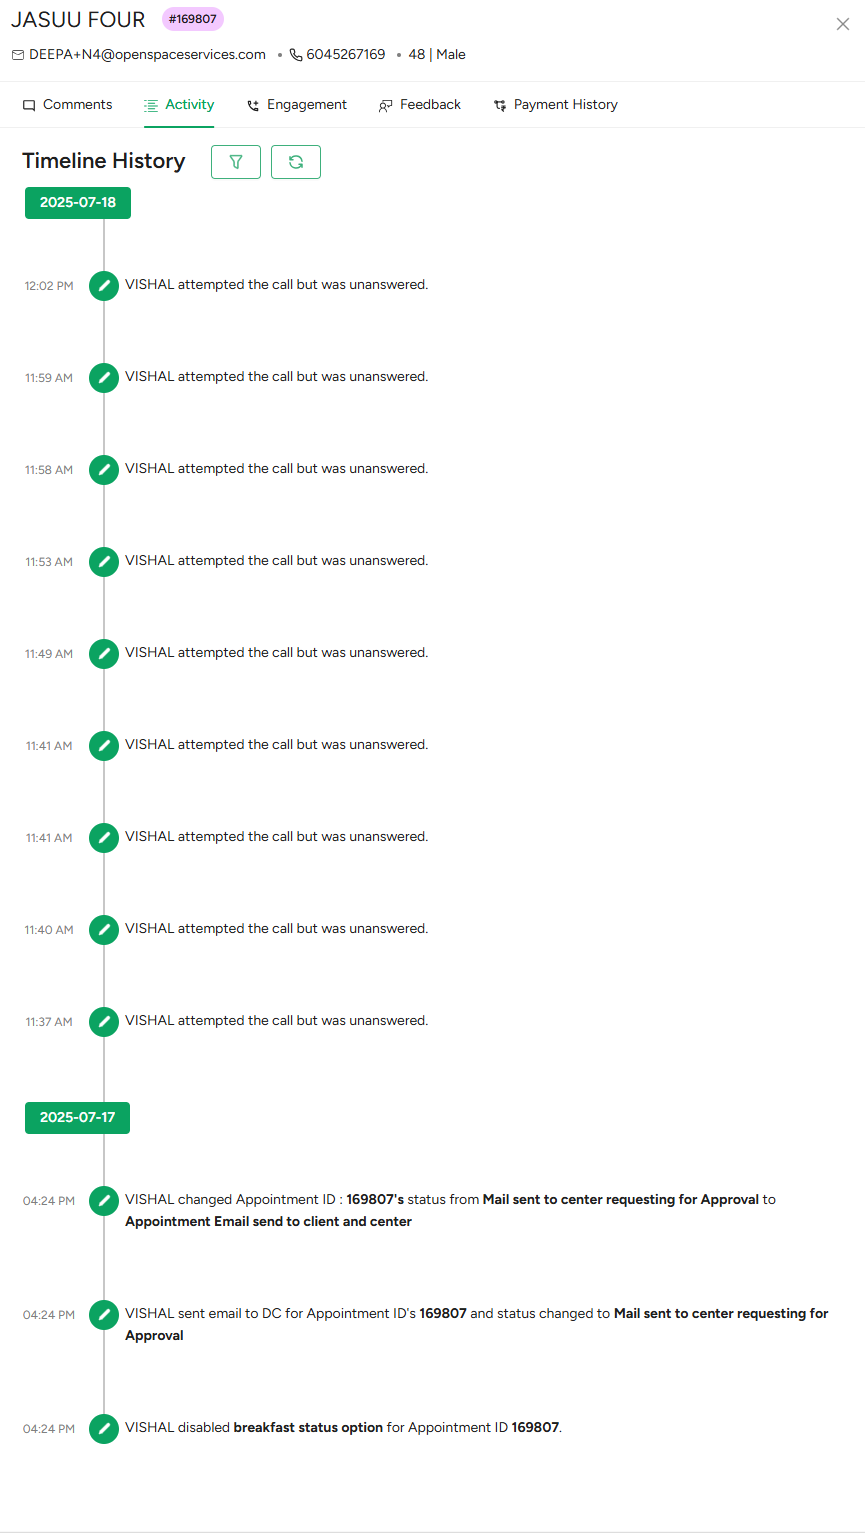 JASUU FOUR #169807
DEEPA+N4@openspaceservices.com • 6045267169 • 48 | Male
Comments Activity Engagement Feedback Payment History
Timeline History
2025-07-18
12:02 PM VISHAL attempted the call but was unanswered.
11:59 AM VISHAL attempted the call but was unanswered.
11:58 AM VISHAL attempted the call but was unanswered.
11:53 AM VISHAL attempted the call but was unanswered.
11:49 AM VISHAL attempted the call but was unanswered.
11:41 AM VISHAL attempted the call but was unanswered.
11:41 AM VISHAL attempted the call but was unanswered.
11:40 AM VISHAL attempted the call but was unanswered.
11:37 AM VISHAL attempted the call but was unanswered.
2025-07-17
04:24 PM VISHAL changed Appointment ID : 169807's status from Mail sent to center requesting for Approval to
Appointment Email send to client and center
04:24 PM VISHAL sent email to DC for Appointment ID's 169807 and status changed to Mail sent to center requesting for
Approval
04:24 PM VISHAL disabled breakfast status option for Appointment ID 169807.